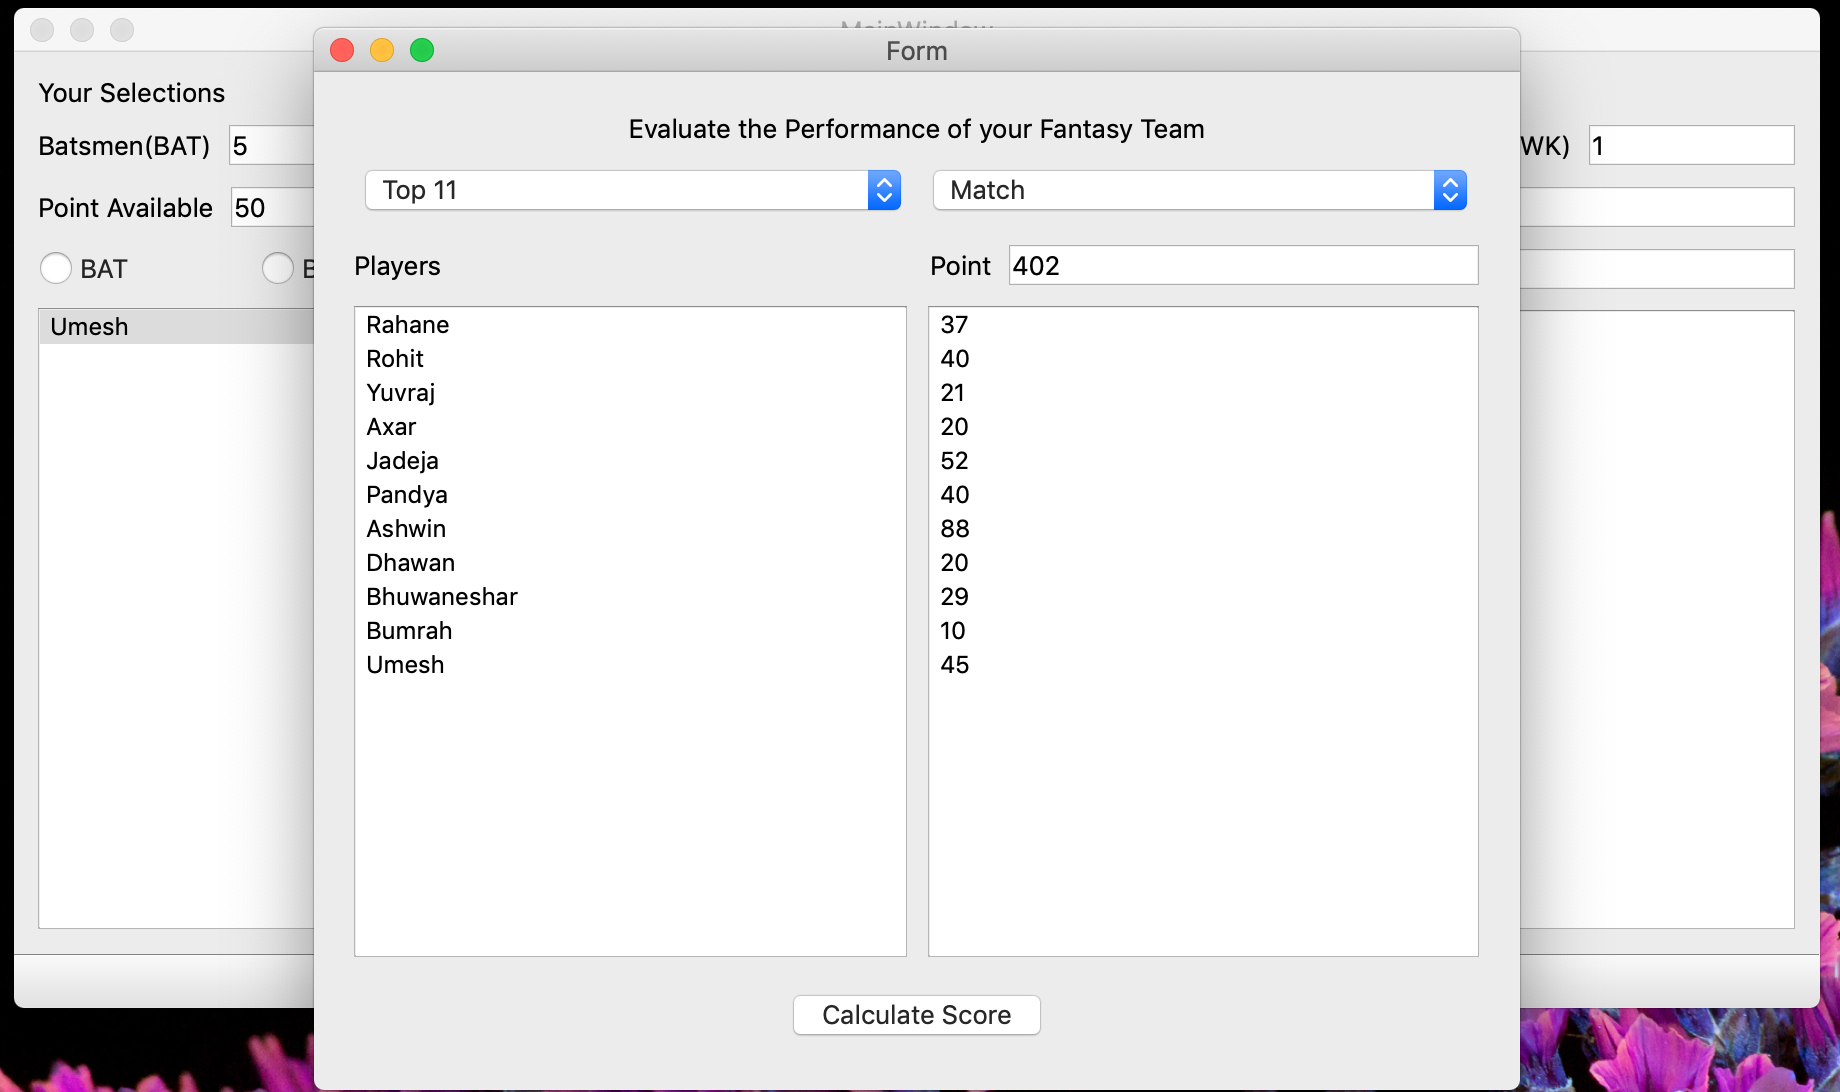 MainWindow
Form
Your Selections
Batsmen(BAT) 5
WK) 1
Point Available 50
BAT
B
Umesh
Evaluate the Performance of your Fantasy Team
Top 11 Match
Players Point 402
Rahane 37
Rohit 40
Yuvraj 21
Axar 20
Jadeja 52
Pandya 40
Ashwin 88
Dhawan 20
Bhuwaneshar 29
Bumrah 10
Umesh 45
Calculate Score